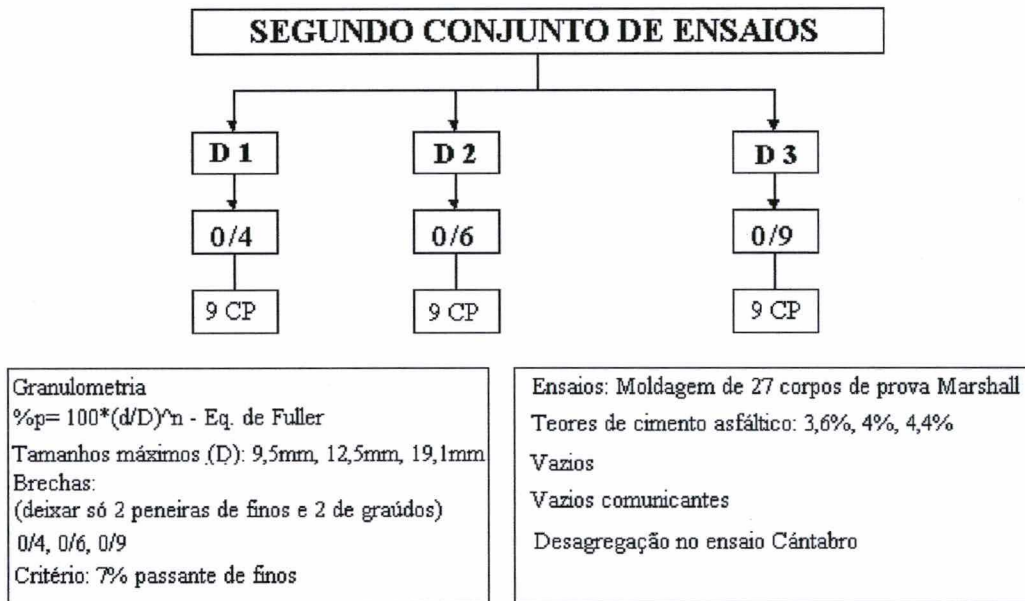 SEGUNDO CONJUNTO DE ENSAIOS
D 1
D 2
D 3
0/4
0/6
0/9
9 CP
9 CP
9 CP
Granulometria
%p= 100*(d/D)^n - Eq. de Fuller
Tamanhos máximos (D): 9,5mm, 12,5mm, 19,1mm
Brechas:
(deixar só 2 peneiras de finos e 2 de graúdos)
0/4, 0/6, 0/9
Critério: 7% passante de finos
Ensaios: Moldagem de 27 corpos de prova Marshall
Teores de cimento asfáltico: 3,6%, 4%, 4,4%
Vazios
Vazios comunicantes
Desagregação no ensaio Cántabro